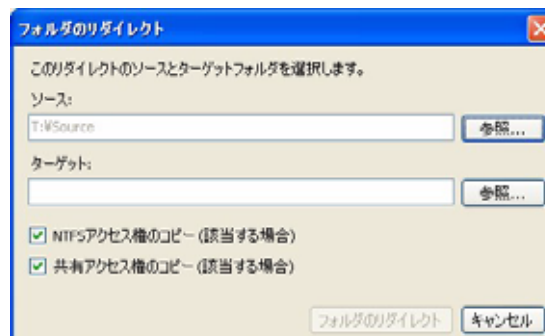 フォルダのリダイレクト
このリダイレクトのソースとターゲットフォルダを選択します。
ソース:
T:¥Source
参照...
ターゲット:
参照...
NTFSアクセス権のコピー(該当する場合)
共有アクセス権のコピー(該当する場合)
フォルダのリダイレクト キャンセル